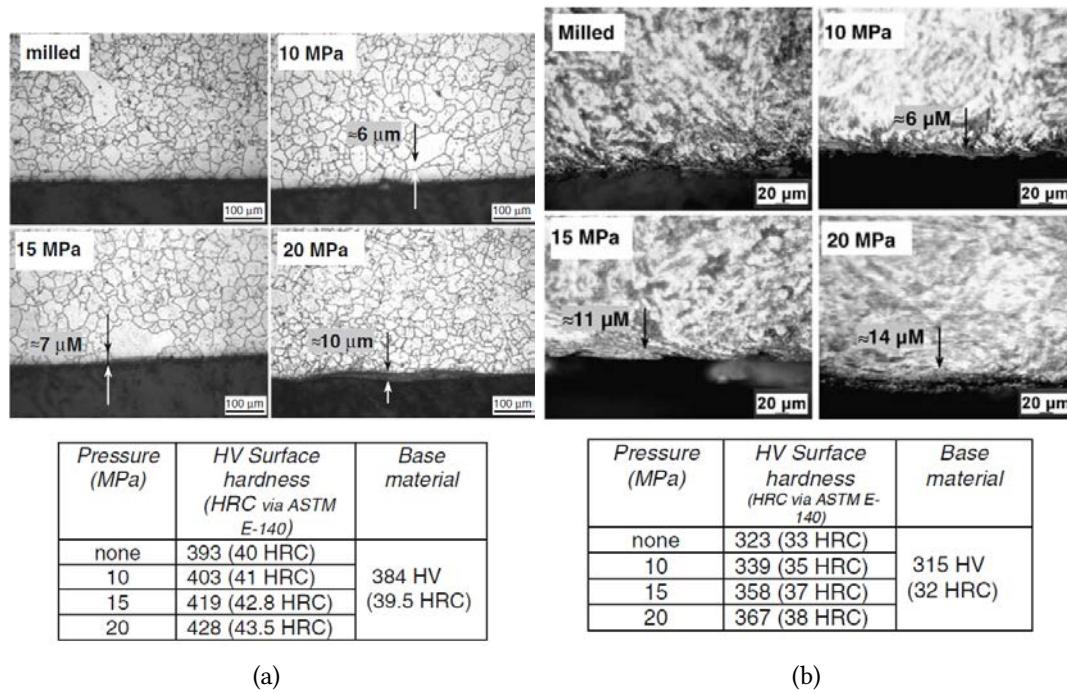 milled
10 MPa
≈6 μm
100 μm
100 μm
15 MPa
20 MPa
≈7 μM
≈10 μm
100 μm
100 μm
Pressure (MPa)
HV Surface hardness (HRC via ASTM E-140)
Base material
none
393 (40 HRC)
10
403 (41 HRC)
15
419 (42.8 HRC)
20
428 (43.5 HRC)
384 HV
(39.5 HRC)
(a)
Milled
10 MPa
≈6 μM
20 μm
20 μm
15 MPa
20 MPa
≈11 μM
≈14 μM
20 μm
20 μm
Pressure (MPa)
HV Surface hardness (HRC via ASTM E-140)
Base material
none
323 (33 HRC)
10
339 (35 HRC)
15
358 (37 HRC)
20
367 (38 HRC)
315 HV
(32 HRC)
(b)